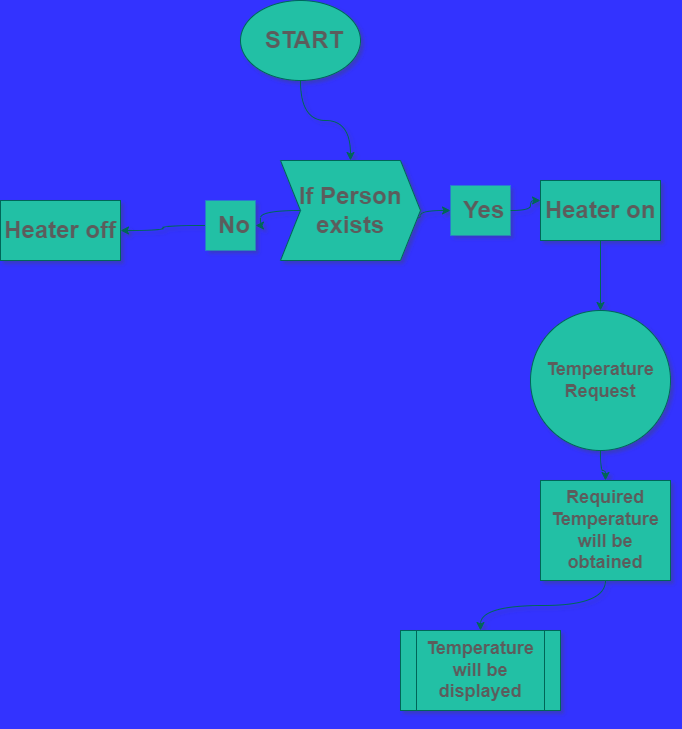 START
If Person
exists
Heater off
No
Yes
Heater on
Temperature
Request
Required
Temperature
will be
obtained
Temperature
will be
displayed